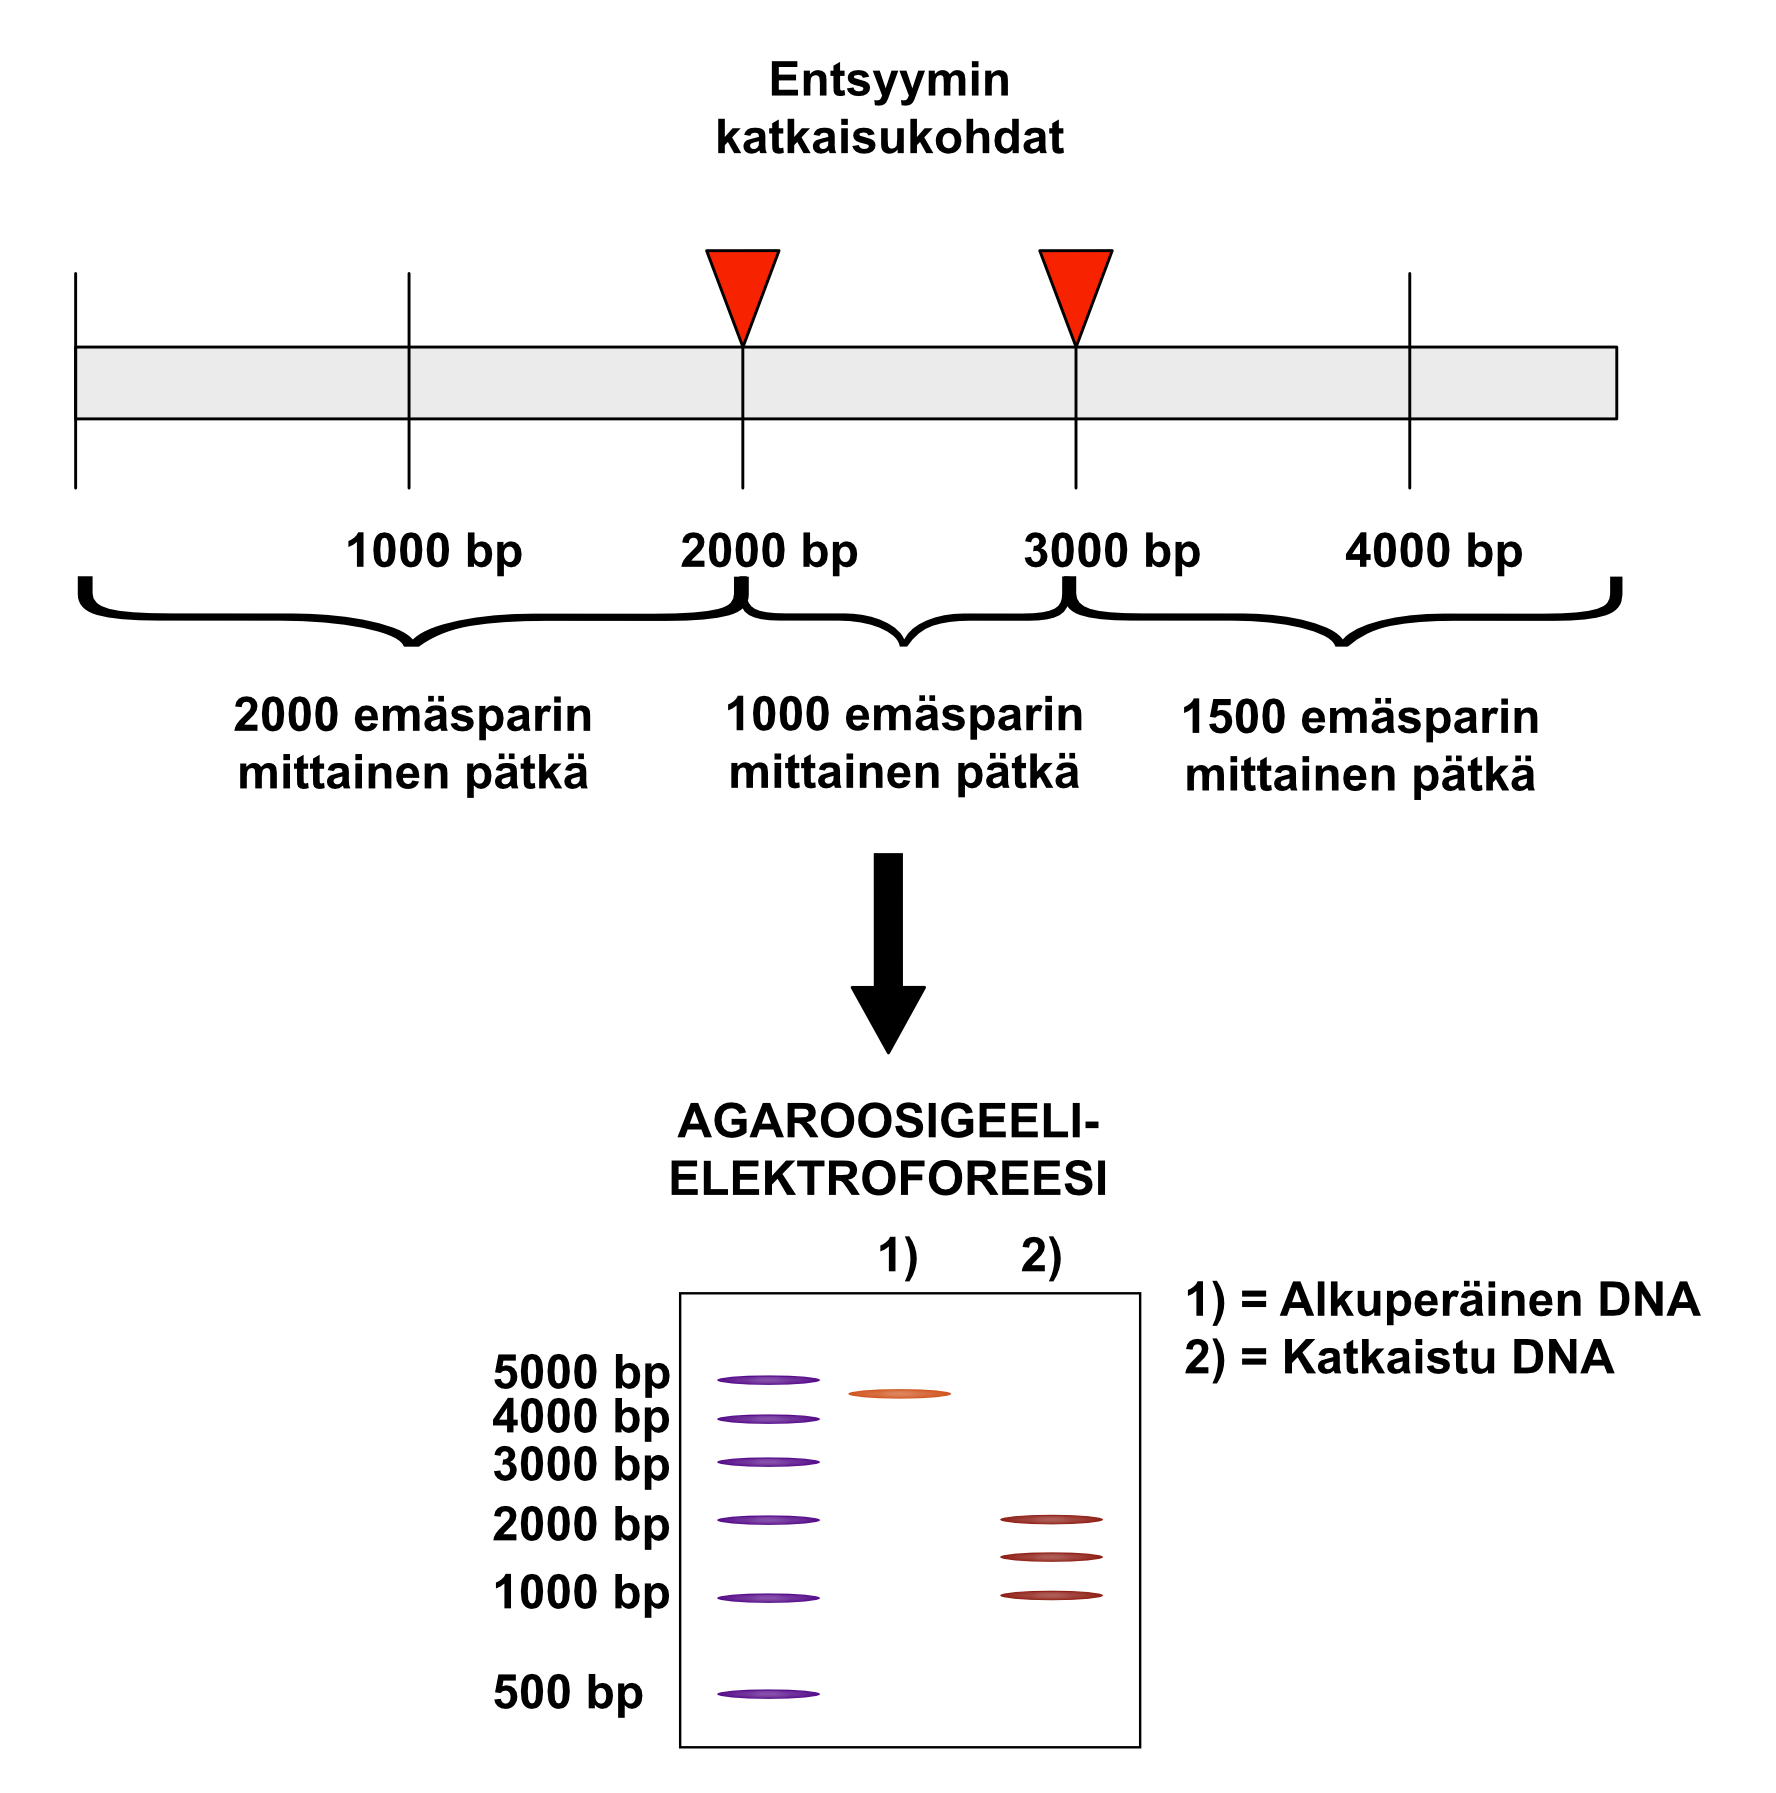 Entsyymin
katkaisukohdat
1000 bp
2000 bp
3000 bp
4000 bp
2000 emäsparin
mittainen pätkä
1000 emäsparin
mittainen pätkä
1500 emäsparin
mittainen pätkä
AGAROOSIGEELI-
ELEKTROFOREESI
1)
2)
1) = Alkuperäinen DNA
2) = Katkaistu DNA
5000 bp
4000 bp
3000 bp
2000 bp
1000 bp
500 bp